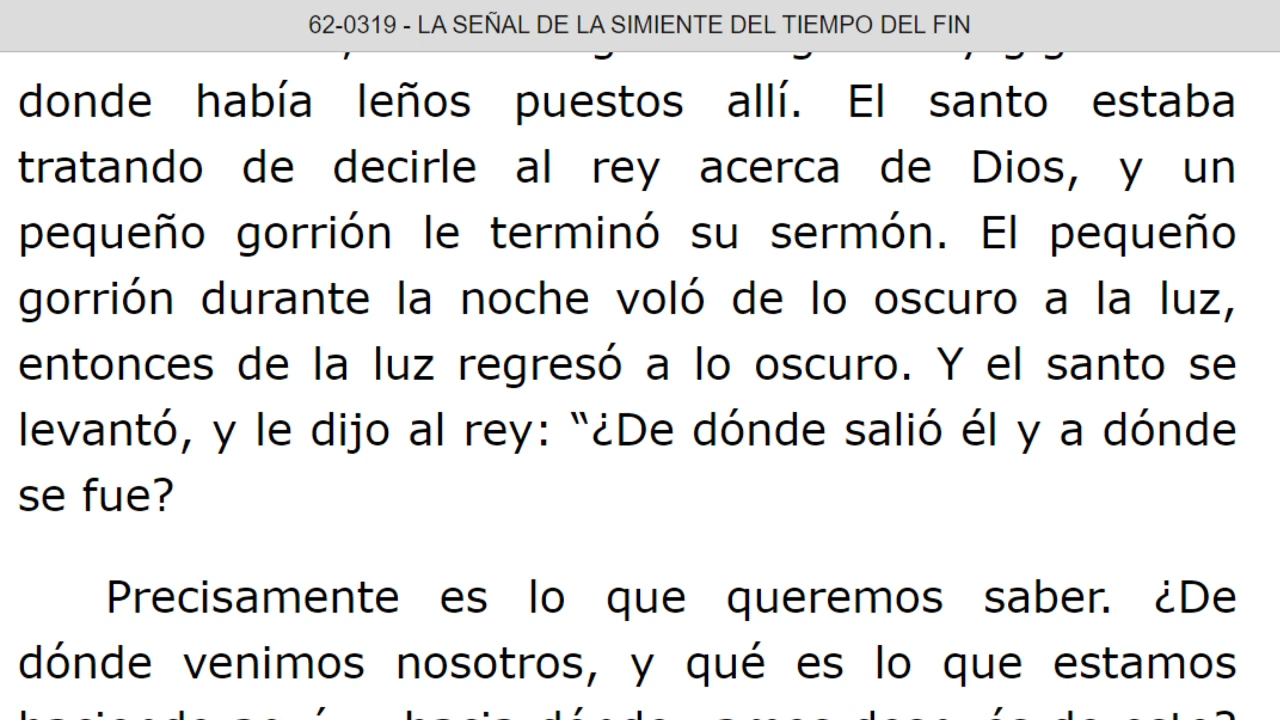 62-0319 - LA SEÑAL DE LA SIMIENTE DEL TIEMPO DEL FIN
donde había leños puestos allí. El santo estaba
tratando de decirle al rey acerca de Dios, y un
pequeño gorrión le terminó su sermón. El pequeño
gorrión durante la noche voló de lo oscuro a la luz,
entonces de la luz regresó a lo oscuro. Y el santo se
levantó, y le dijo al rey: “¿De dónde salió él y a dónde
se fue?
Precisamente es lo que queremos saber. ¿De
dónde venimos nosotros, y qué es lo que estamos